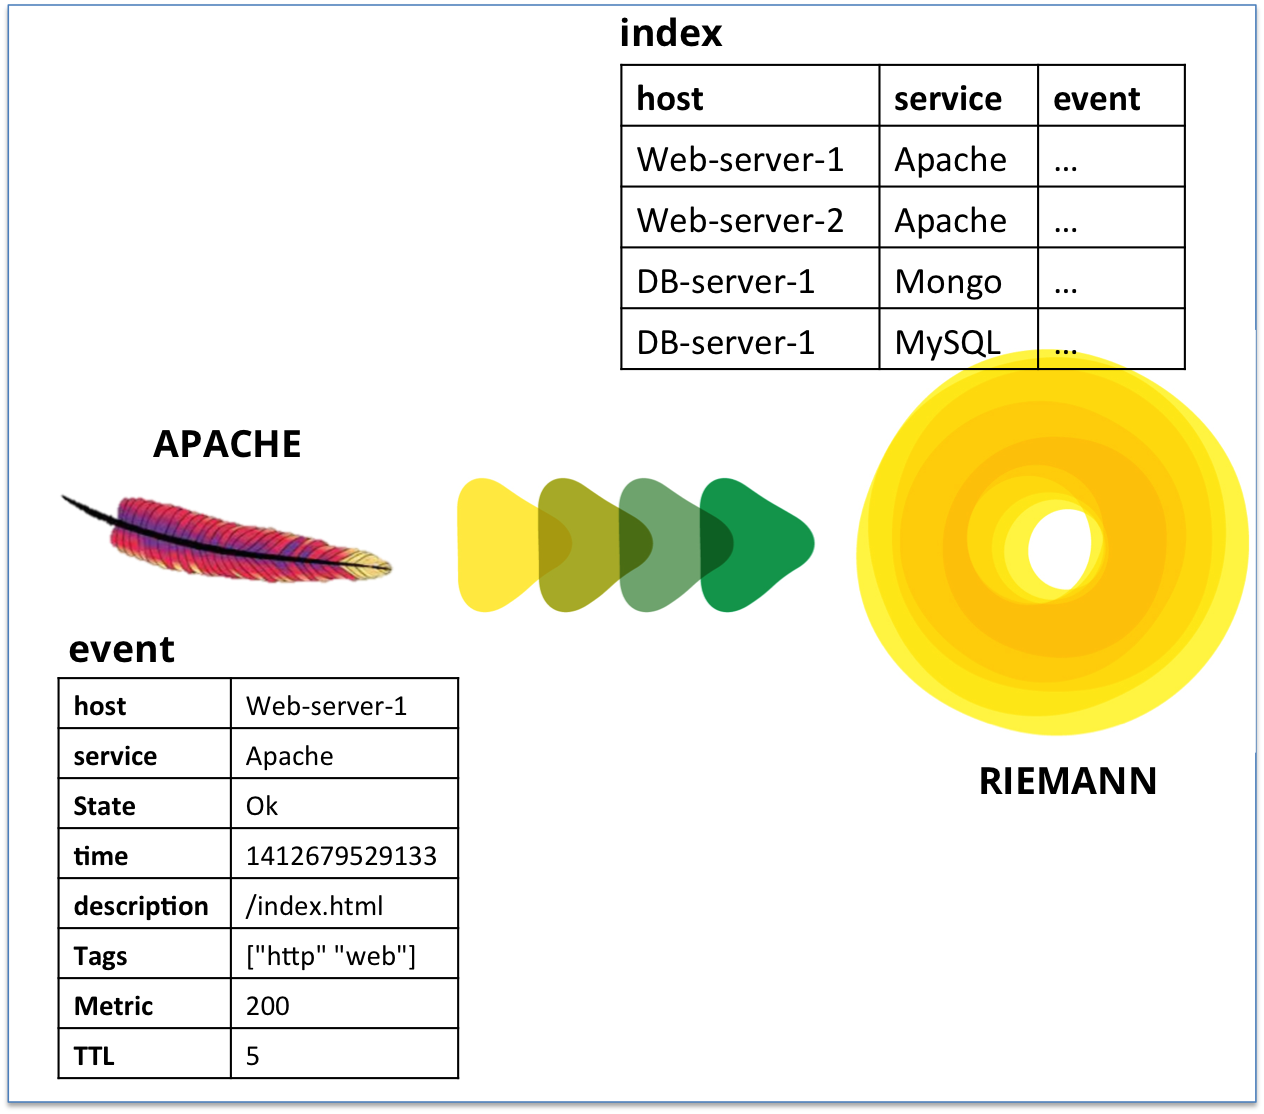 index
host service event
Web-server-1 Apache ...
Web-server-2 Apache ...
DB-server-1 Mongo ...
DB-server-1 MySQL ...
APACHE
event
host Web-server-1
service Apache
State Ok
time 1412679529133
description /index.html
Tags ["http" "web"]
Metric 200
TTL 5
RIEMANN